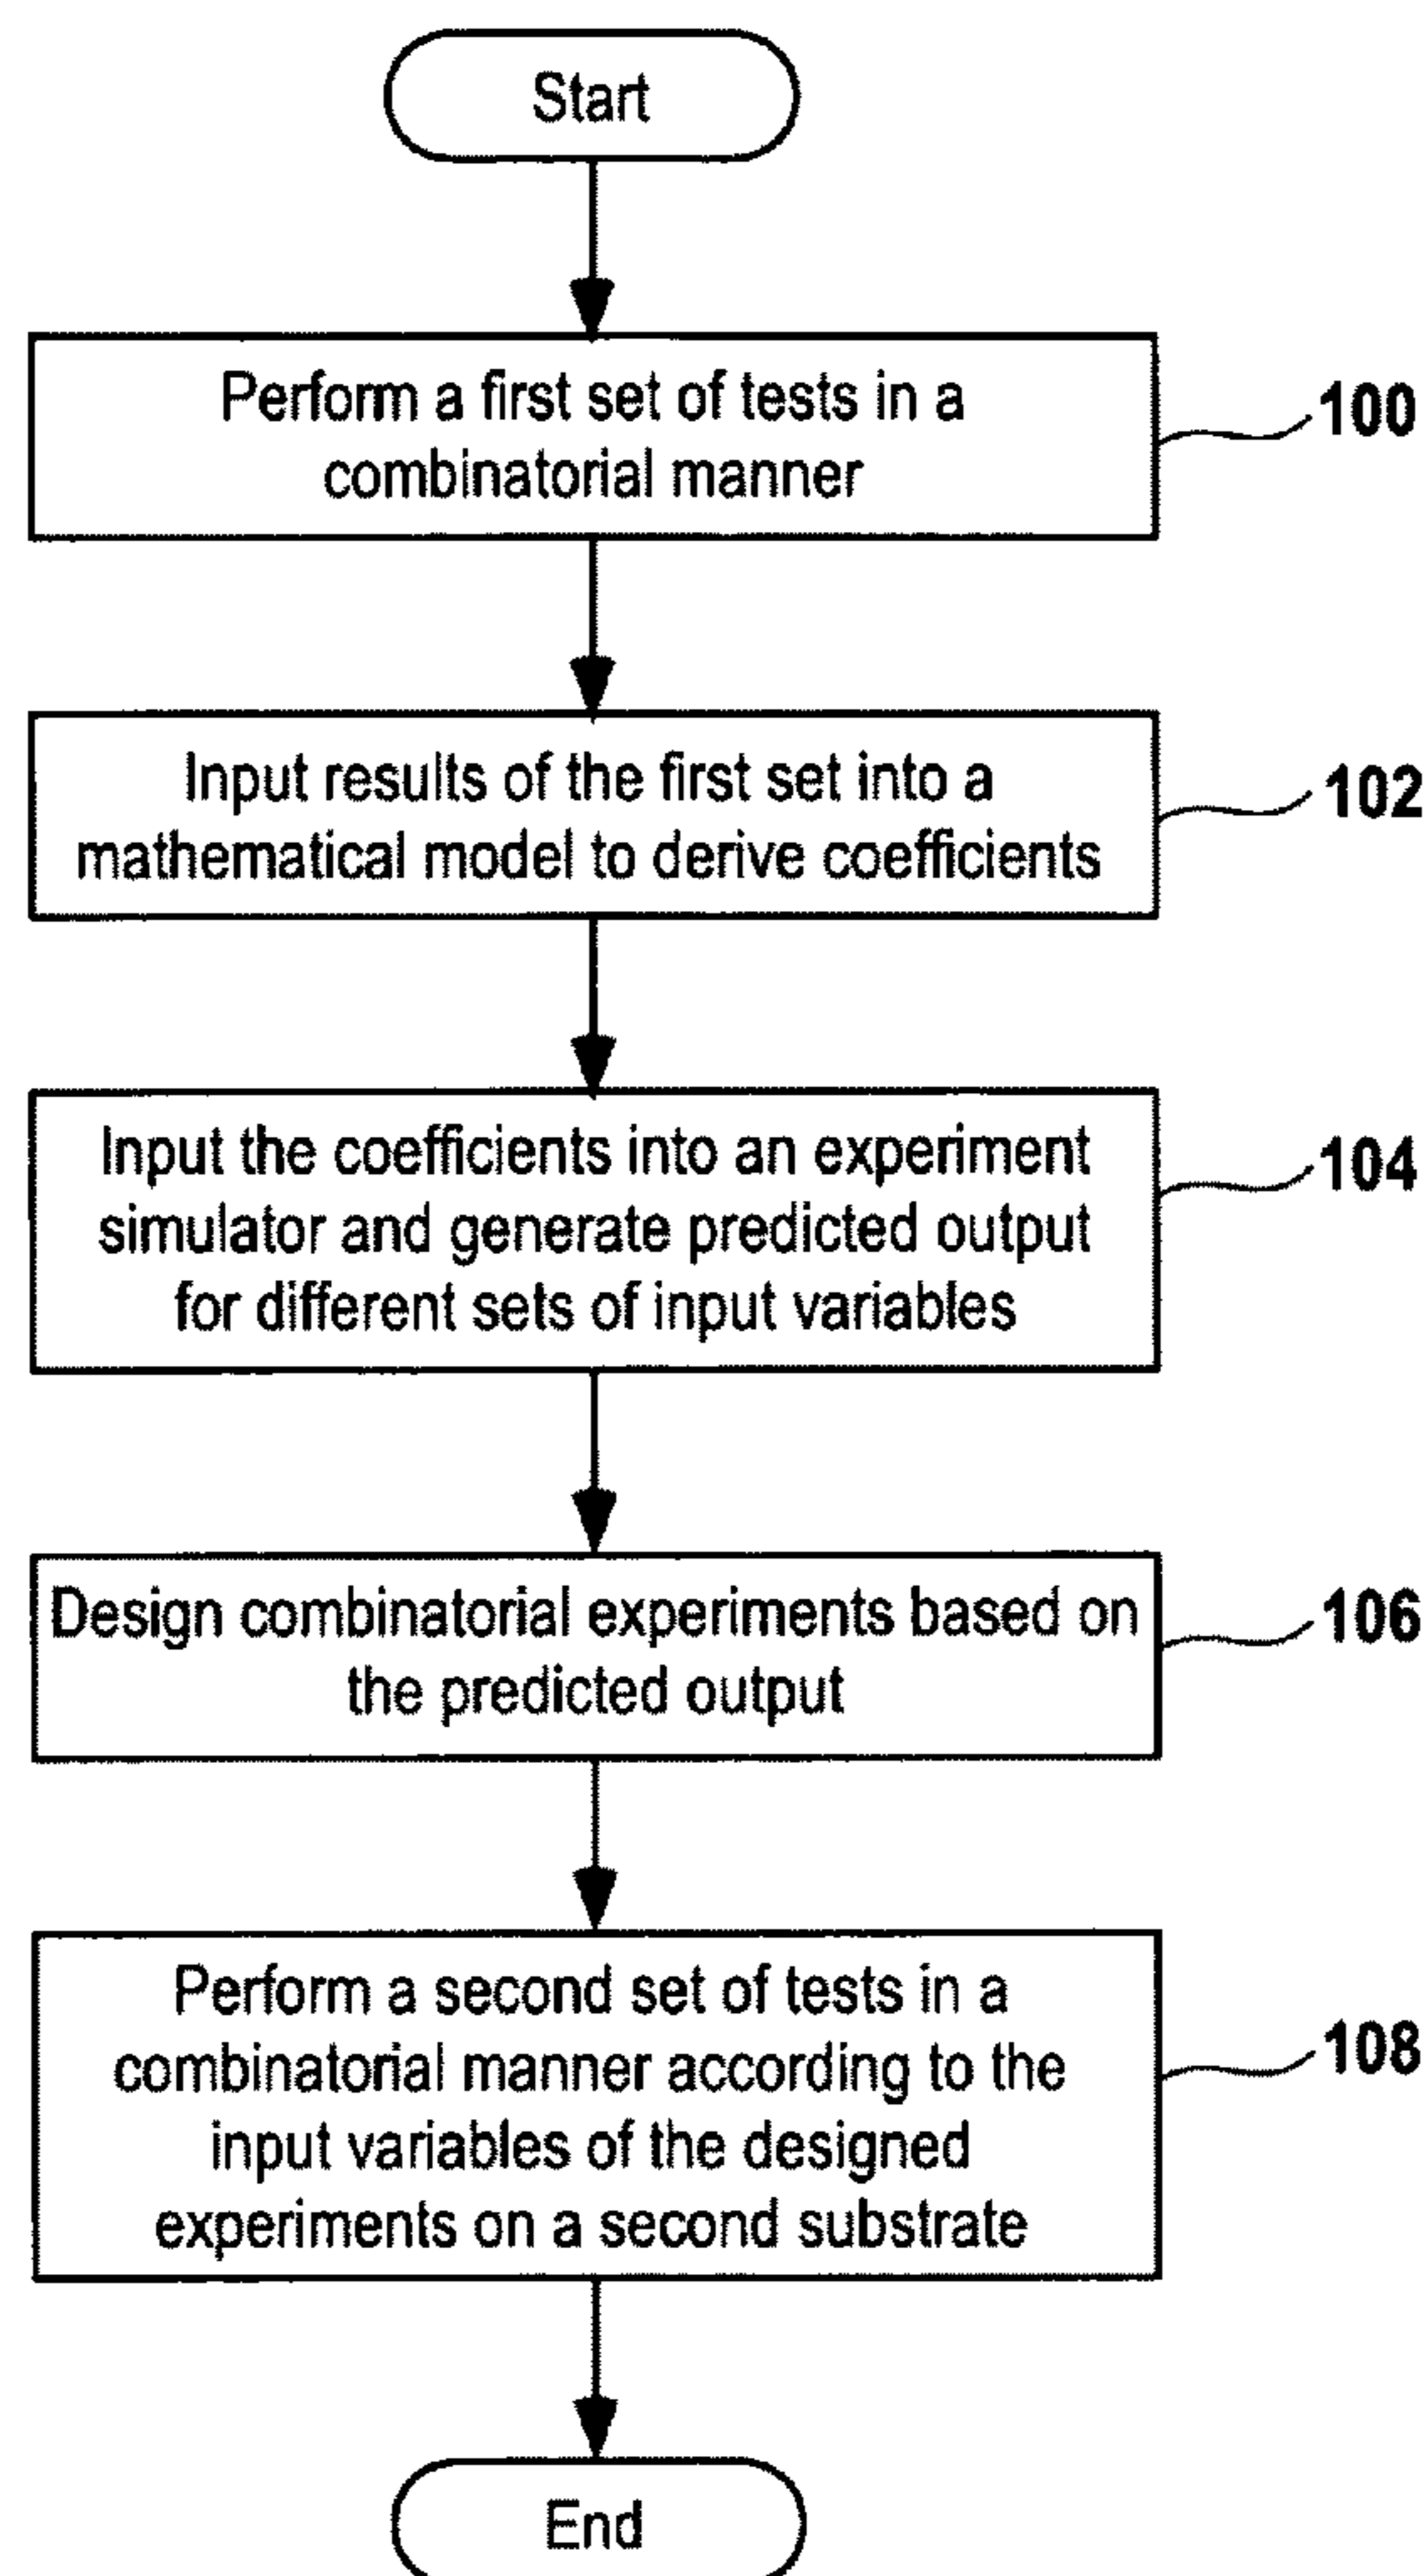 Start
Perform a first set of tests in a
combinatorial manner
100
Input results of the first set into a
mathematical model to derive coefficients
102
Input the coefficients into an experiment
simulator and generate predicted output
for different sets of input variables
104
Design combinatorial experiments based on
the predicted output
106
Perform a second set of tests in a
combinatorial manner according to the
input variables of the designed
experiments on a second substrate
108
End